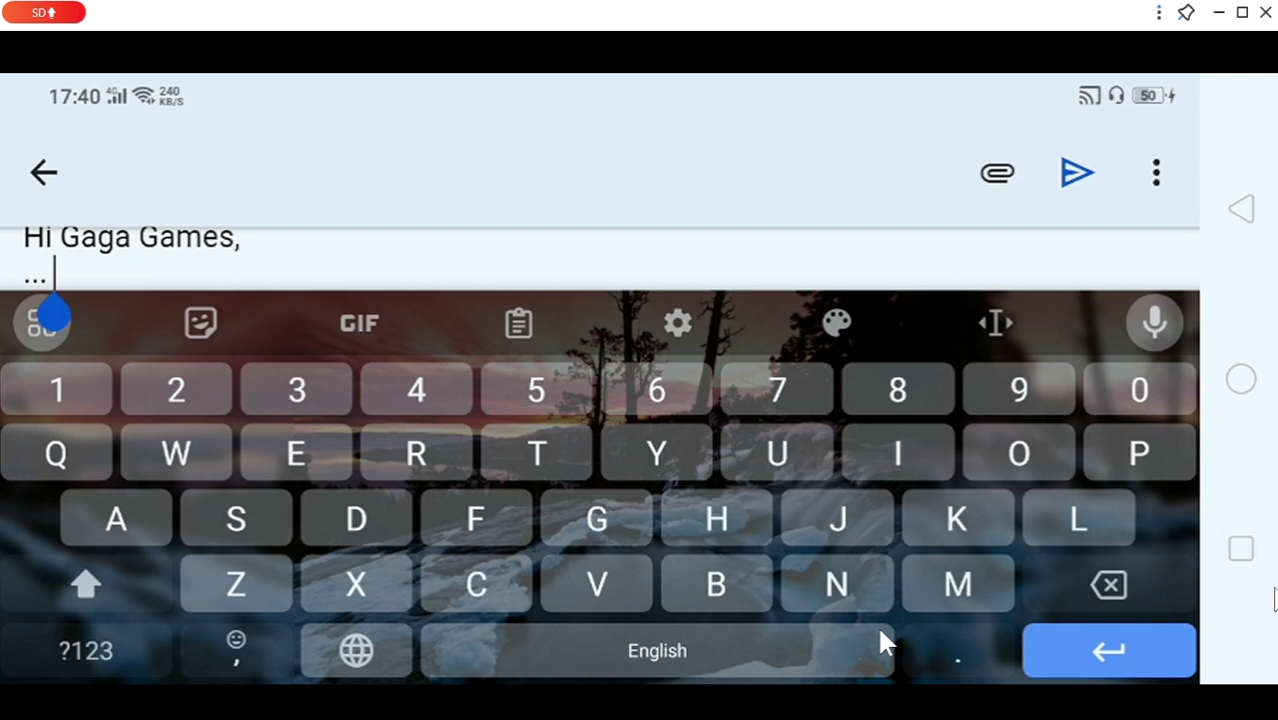 SD
17:40 4G 240 KB/S 50
Hi Gaga Games,
...
GIF
1 2 3 4 5 6 7 8 9 0
Q W E R T Y U I O P
A S D F G H J K L
Z X C V B N M
?123 , English .